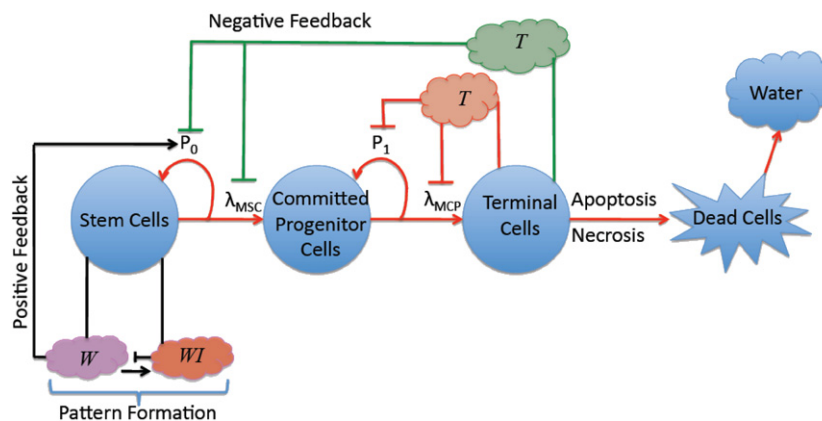 Negative Feedback
T
T
Water
P0
P1
Positive Feedback
Stem Cells
λMSC
Committed
Progenitor
Cells
λMCP
Terminal
Cells
Apoptosis
Necrosis
Dead Cells
W
WI
Pattern Formation